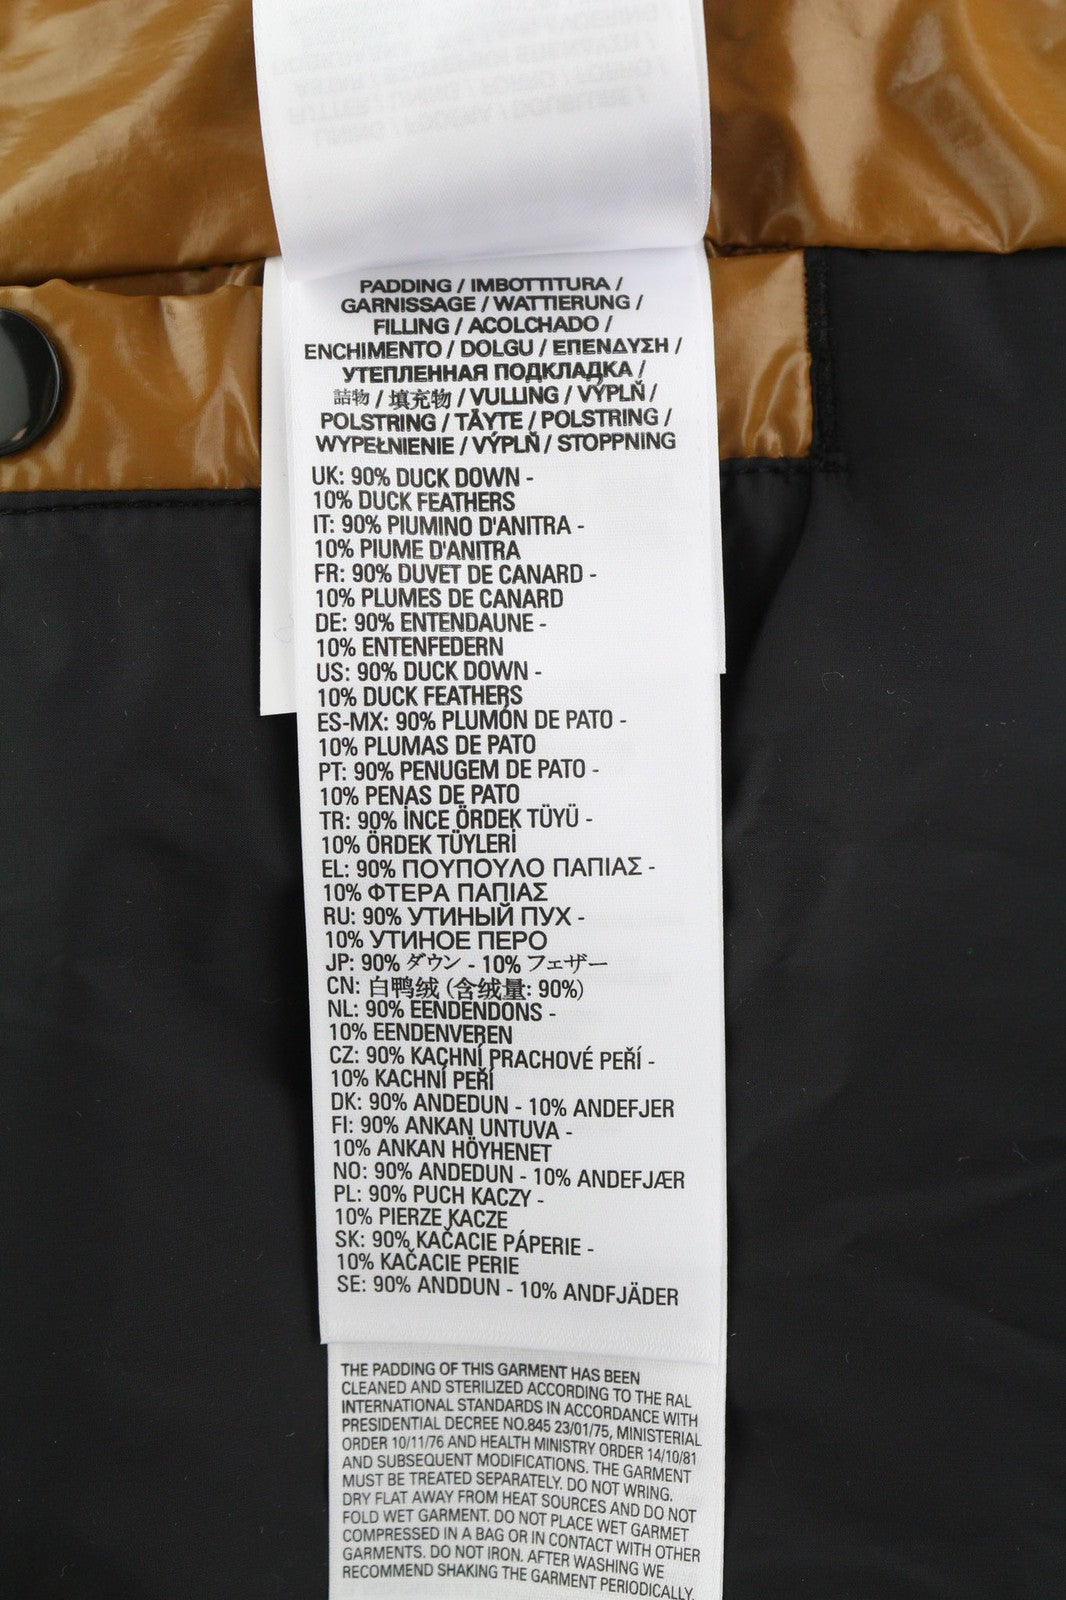 PADDING / IMBOTTITURA /
GARNISSAGE / WATTIERUNG /
FILLING / ACOLCHADO /
ENCHIMENTO / DOLGU / ΕΠΕΝΔΥΣΗ /
УТЕПЛЕННАЯ ПОДКЛАДКА /
詰物 / 填充物 / VULLING / VÝPLŇ /
POLSTRING / TÄYTE / POLSTRING /
WYPEŁNIENIE / VÝPLŇ / STOPPNING
UK: 90% DUCK DOWN -
10% DUCK FEATHERS
IT: 90% PIUMINO D'ANITRA -
10% PIUME D'ANITRA
FR: 90% DUVET DE CANARD -
10% PLUMES DE CANARD
DE: 90% ENTENDAUNE -
10% ENTENFEDERN
US: 90% DUCK DOWN -
10% DUCK FEATHERS
ES-MX: 90% PLUMÓN DE PATO -
10% PLUMAS DE PATO
PT: 90% PENUGEM DE PATO -
10% PENAS DE PATO
TR: 90% İNCE ÖRDEK TÜYÜ -
10% ÖRDEK TÜYLERİ
EL: 90% ΠΟΥΠΟΥΛΟ ΠΑΠΙΑΣ -
10% ΦΤΕΡΑ ΠΑΠΙΑΣ
RU: 90% УТИНЫЙ ПУХ -
10% УТИНОЕ ПЕРО
JP: 90% ダウン - 10% フェザー
CN: 白鸭绒 (含绒量: 90%)
NL: 90% EENDENDONS -
10% EENDENVEREN
CZ: 90% KACHNÍ PRACHOVÉ PEŘÍ -
10% KACHNÍ PEŘÍ
DK: 90% ANDEDUN - 10% ANDEFJER
FI: 90% ANKAN UNTUVA -
10% ANKAN HÖYHENET
NO: 90% ANDEDUN - 10% ANDEFJÆR
PL: 90% PUCH KACZY -
10% PIERZE KACZE
SK: 90% KAČACIE PÁPERIE -
10% KAČACIE PERIE
SE: 90% ANDDUN - 10% ANDFJÄDER
THE PADDING OF THIS GARMENT HAS BEEN
CLEANED AND STERILIZED ACCORDING TO THE RAL
INTERNATIONAL STANDARDS IN ACCORDANCE WITH
PRESIDENTIAL DECREE NO.845 23/01/75, MINISTERIAL
ORDER 10/11/76 AND HEALTH MINISTRY ORDER 14/10/81
AND SUBSEQUENT MODIFICATIONS. THE GARMENT
MUST BE TREATED SEPARATELY. DO NOT WRING.
DRY FLAT AWAY FROM HEAT SOURCES AND DO NOT
FOLD WET GARMENT. DO NOT PLACE WET GARMET
COMPRESSED IN A BAG OR IN CONTACT WITH OTHER
GARMENTS. DO NOT IRON. AFTER WASHING WE
RECOMMEND SHAKING THE GARMENT PERIODICALLY.